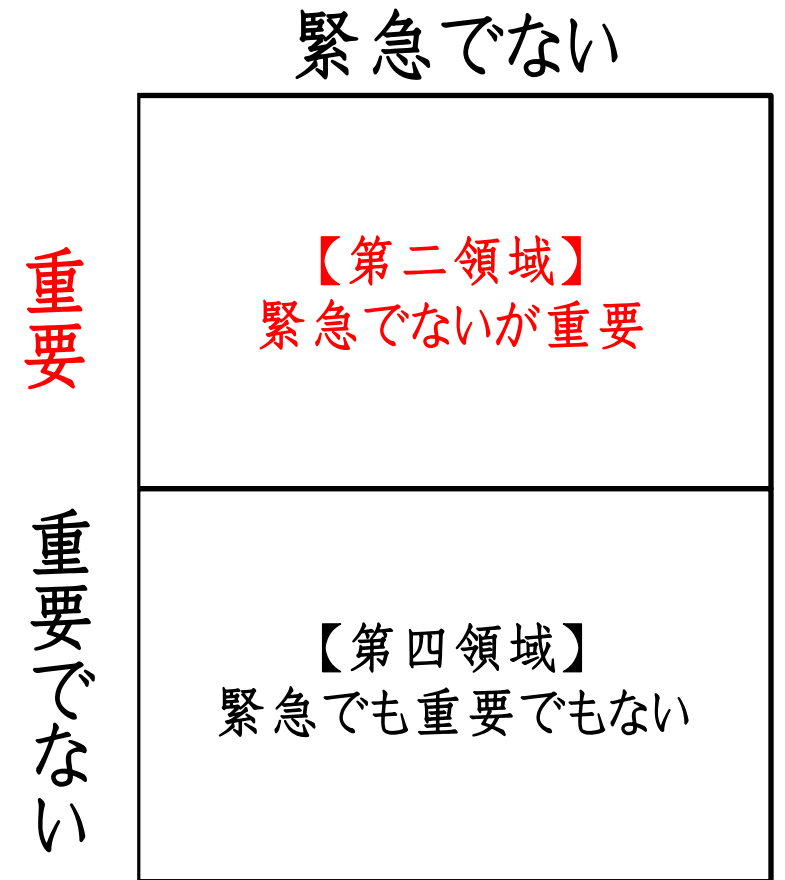 緊急でない
重要
【第二領域】
緊急でないが重要
重要でない
【第四領域】
緊急でも重要でもない